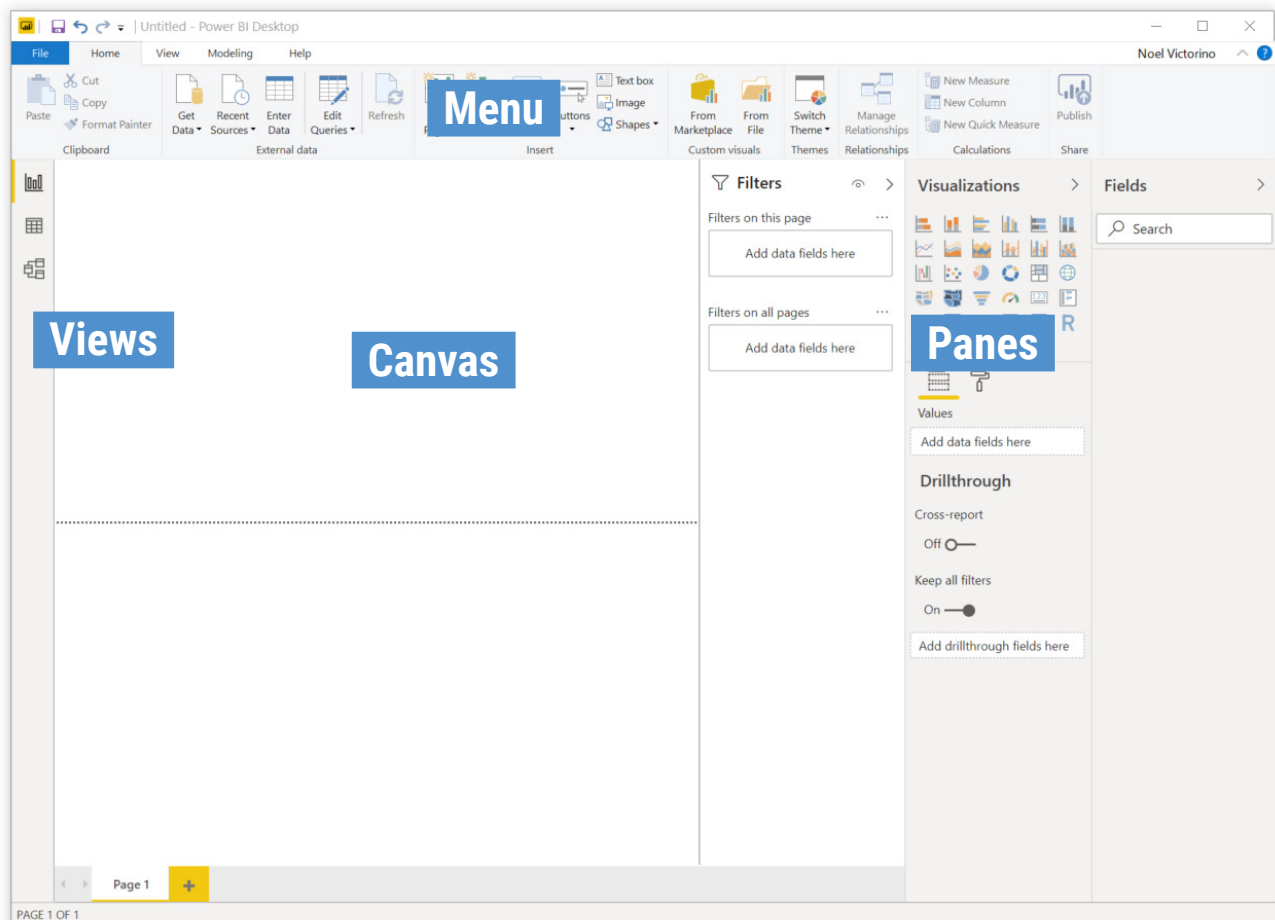 Untitled - Power BI Desktop
File Home View Modeling Help Noel Victorino
Paste
Cut
Copy
Format Painter
Clipboard
Get Data
Recent Sources
Enter Data
Edit Queries
Refresh
External data
Menu
Text box
Image
Shapes
Insert
From Marketplace
From File
Custom visuals
Switch Theme
Themes
Manage Relationships
Relationships
New Measure
New Column
New Quick Measure
Calculations
Publish
Share
Views
Canvas
Filters
Filters on this page ...
Add data fields here
Filters on all pages ...
Add data fields here
Visualizations
123
R
Panes
Values
Add data fields here
Drillthrough
Cross-report
Off
Keep all filters
On
Add drillthrough fields here
Fields
Search
Page 1 +
PAGE 1 OF 1